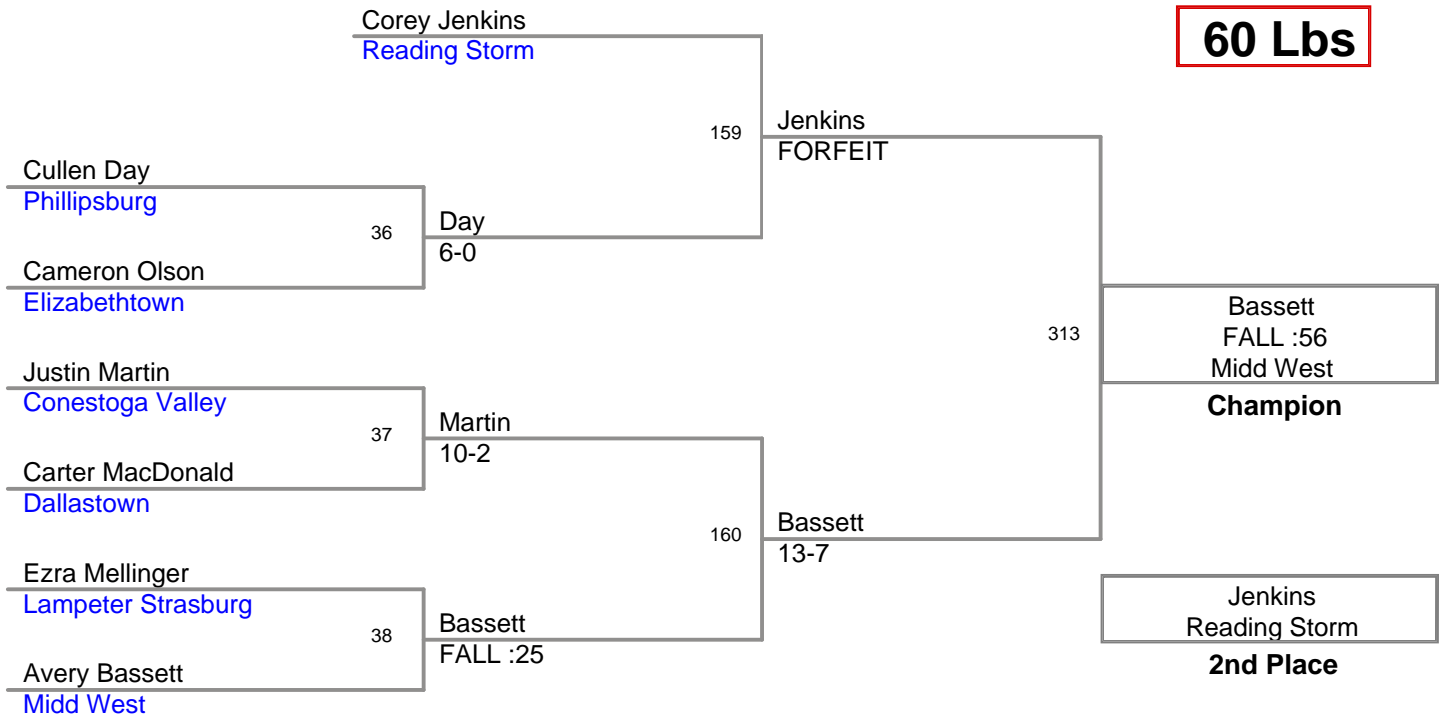 Corey Jenkins
Reading Storm
60 Lbs
159
Jenkins
FORFEIT
Cullen Day
Phillipsburg
36
Day
6-0
Cameron Olson
Elizabethtown
313
Bassett
FALL :56
Midd West
Champion
Justin Martin
Conestoga Valley
37
Martin
10-2
Carter MacDonald
Dallastown
160
Bassett
13-7
Ezra Mellinger
Lampeter Strasburg
38
Bassett
FALL :25
Avery Bassett
Midd West
Jenkins
Reading Storm
2nd Place